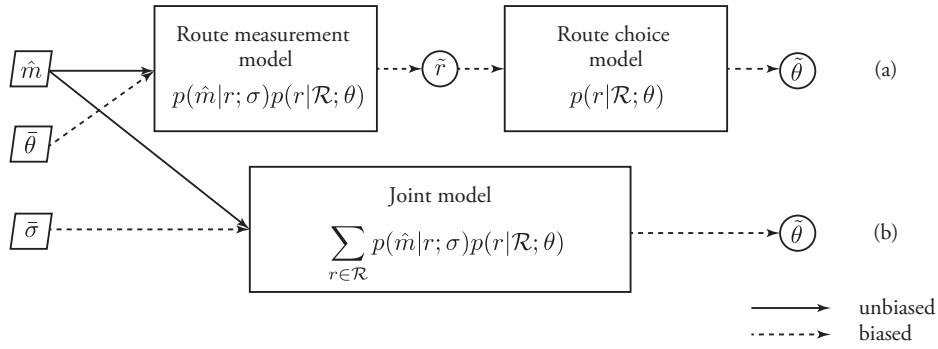 Route measurement
model
p(m̂|r; σ)p(r|ℛ; θ)
Route choice
model
p(r|ℛ; θ)
m̂
r̃
θ̃
(a)
θ̄
Joint model
∑ p(m̂|r; σ)p(r|ℛ; θ)
r∈ℛ
σ̄
θ̃
(b)
unbiased
biased